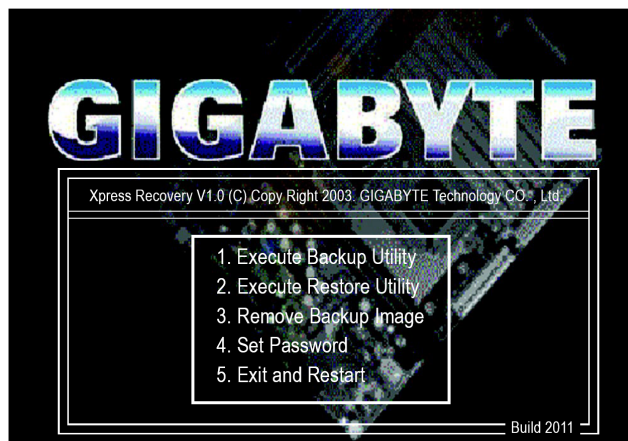 GIGABYTE
Xpress Recovery V1.0 (C) Copy Right 2003. GIGABYTE Technology CO. , Ltd.
1. Execute Backup Utility
2. Execute Restore Utility
3. Remove Backup Image
4. Set Password
5. Exit and Restart
Build 2011